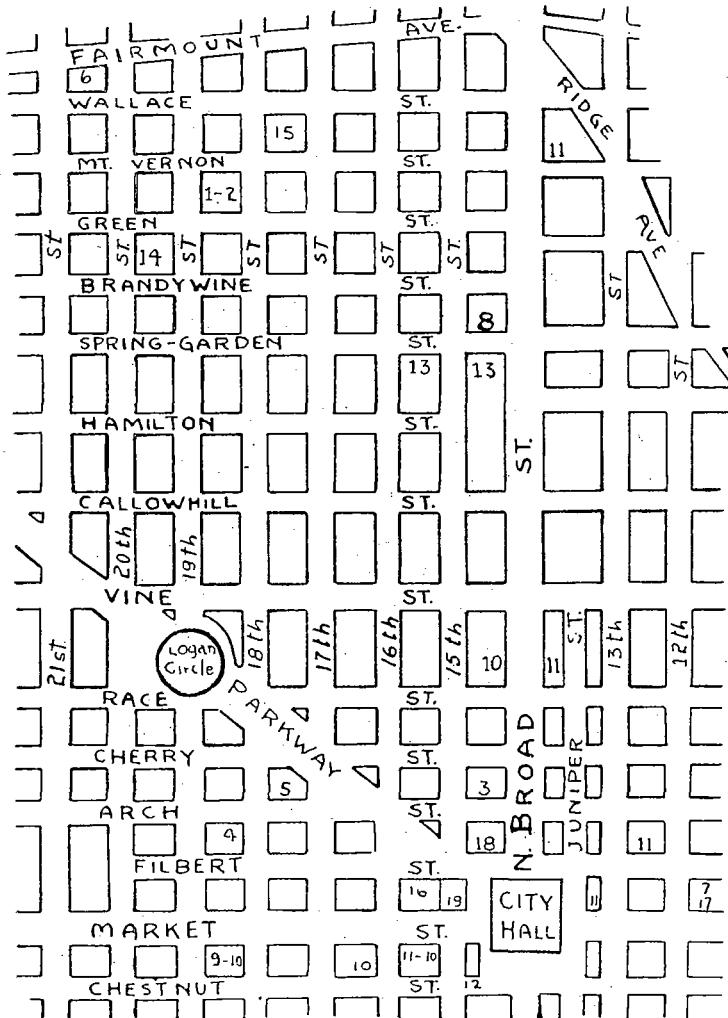 FAIRMOUNT AVE.
6
WALLACE ST.
RIDGE
15
11
MT. VERNON ST.
1-2
GREEN ST.
AVE
St ST. 14 ST ST ST ST ST.
BRANDYWINE ST.
ST
8
SPRING-GARDEN ST.
13 13
ST
HAMILTON ST.
ST.
CALLOWHILL ST.
20th 19th
VINE ST.
21st. 18th 17th 16th 15th ST. 13th 12th
Logan
Circle
10 11
RACE ST.
PARKWAY
CHERRY ST.
5 3
N. BROAD
JUNIPER
ARCH ST.
4 18 11
FILBERT ST.
16 19 CITY
HALL
11 7
17
MARKET ST.
9-10 10 11-10
12
CHESTNUT ST.